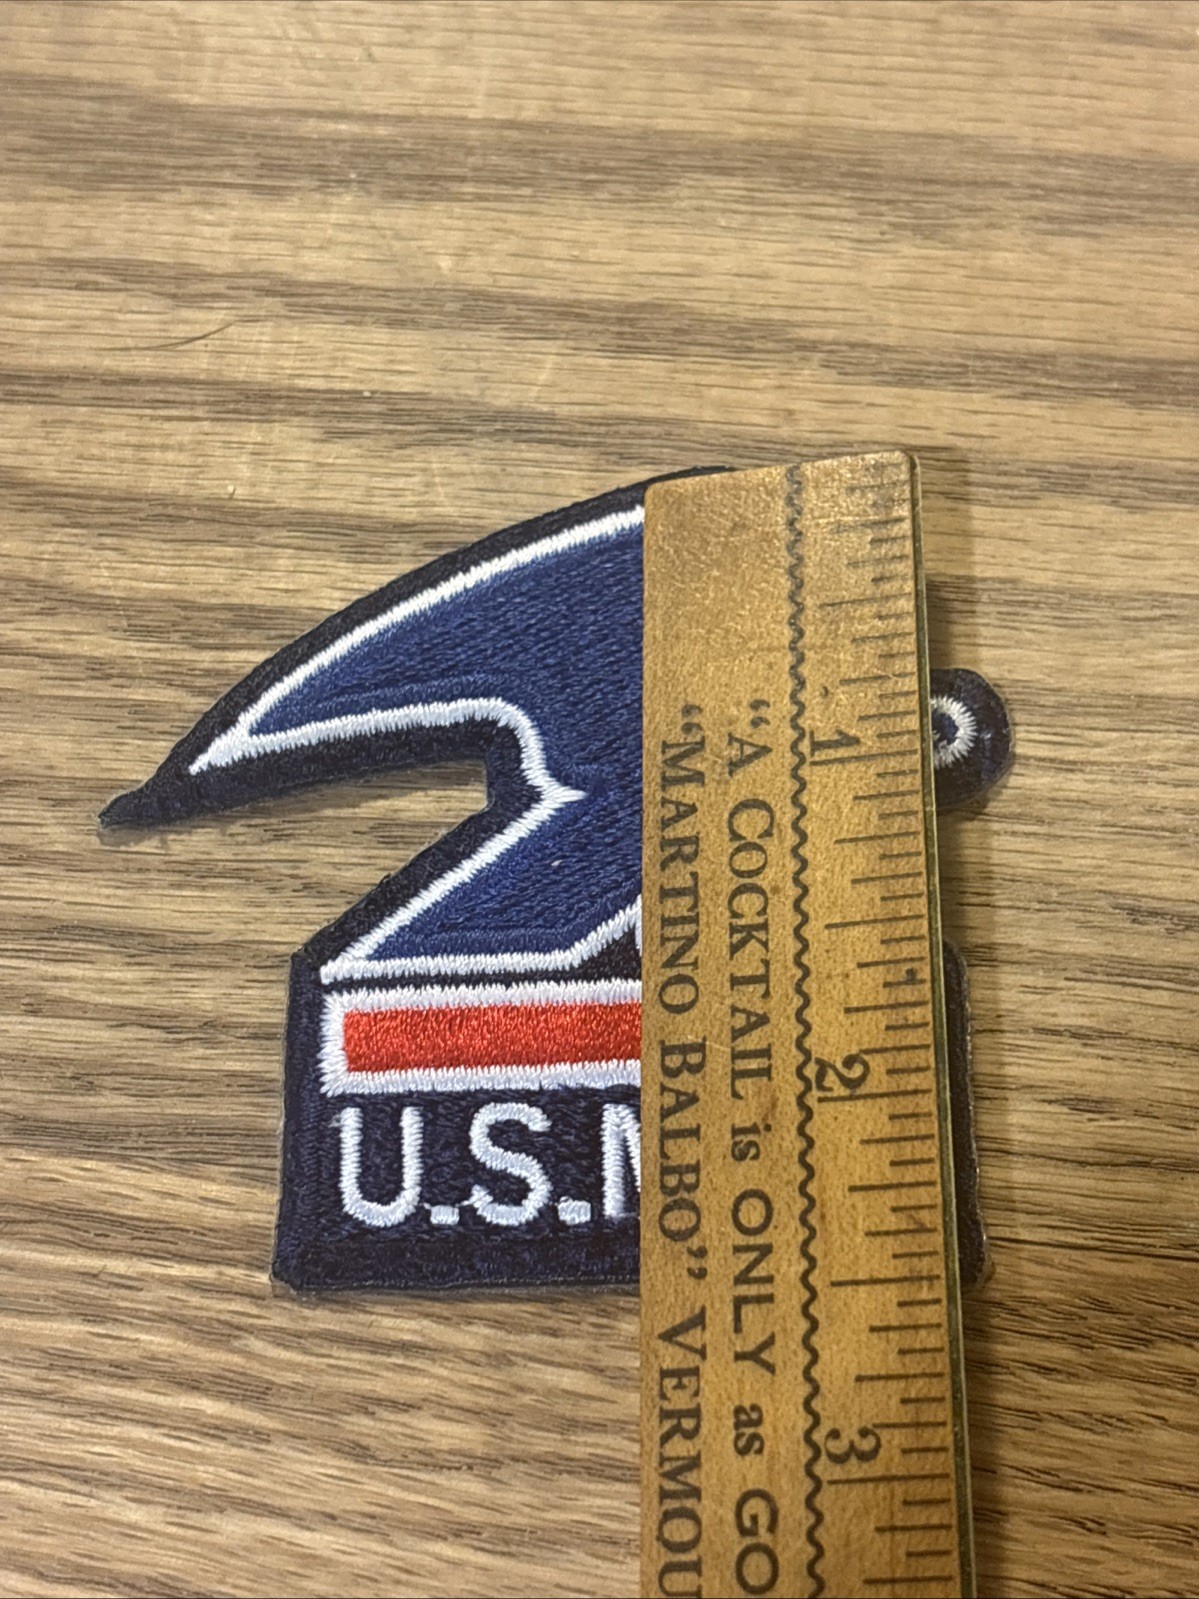 U.S.M
"A COCKTAIL is ONLY as GO
"MARTINO BALBO" VERMOU
1
2
3